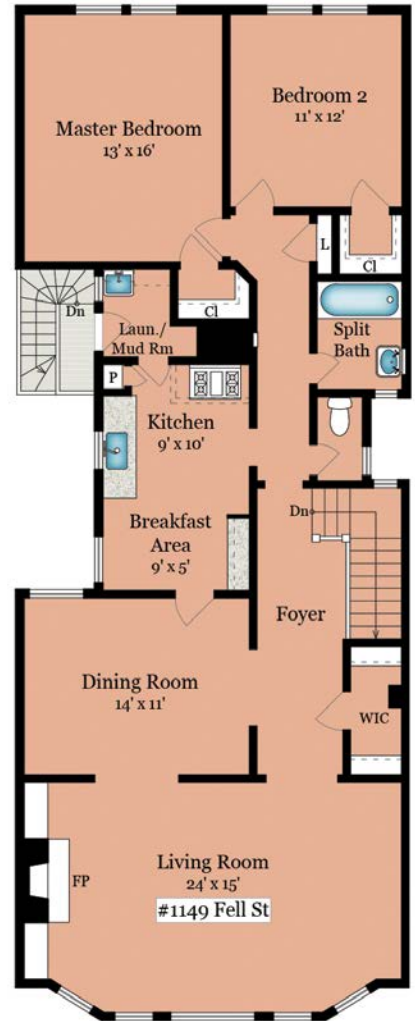 Master Bedroom
13' x 16'
Bedroom 2
11' x 12'
L
Cl
Cl
Dn
Laun./
Mud Rm
Split
Bath
P
Kitchen
9' x 10'
Breakfast
Area
9' x 5'
Dn
Foyer
Dining Room
14' x 11'
WIC
Living Room
24' x 15'
FP
#1149 Fell St